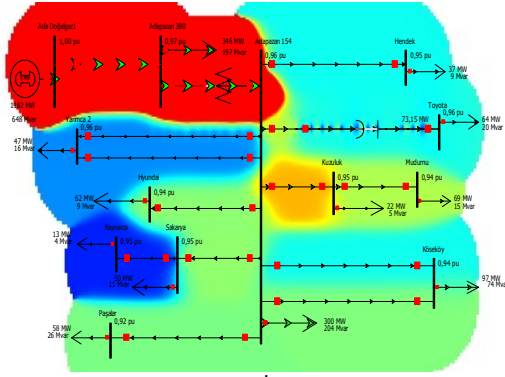 Ada Doğalgaz1
1,00 pu
648 Mvar
Adapazarı 380
0,97 pu
346 MW
197 Mvar
Adapazarı 154
0,96 pu
Hendek
0,95 pu
37 MW
9 Mvar
Toyota
73,15 MW
0,96 pu
64 MW
20 Mvar
Yarımca 2
0,96 pu
47 MW
16 Mvar
Kuzuluk
0,95 pu
22 MW
5 Mvar
Mudurnu
0,94 pu
69 MW
15 Mvar
Hyundai
0,94 pu
62 MW
9 Mvar
Kaynarca
0,95 pu
13 MW
4 Mvar
Sakarya
0,95 pu
11 Mvar
Köseköy
0,94 pu
97 MW
74 Mvar
Paşalar
0,92 pu
58 MW
26 Mvar
300 MW
204 Mvar